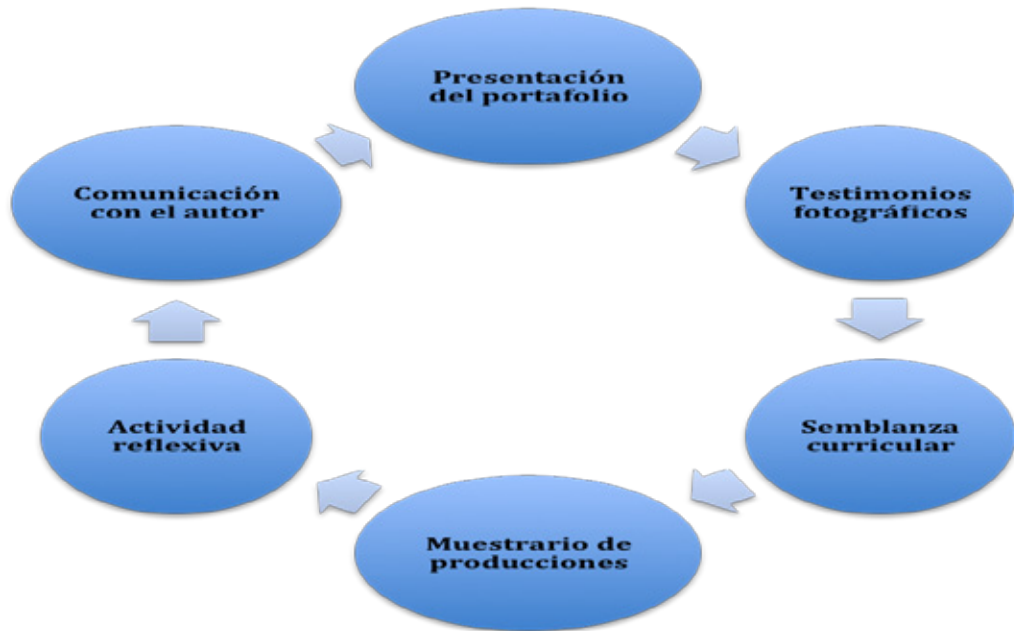 Presentación
del portafolio
Testimonios
fotográficos
Semblanza
curricular
Muestrario de
producciones
Actividad
reflexiva
Comunicación
con el autor